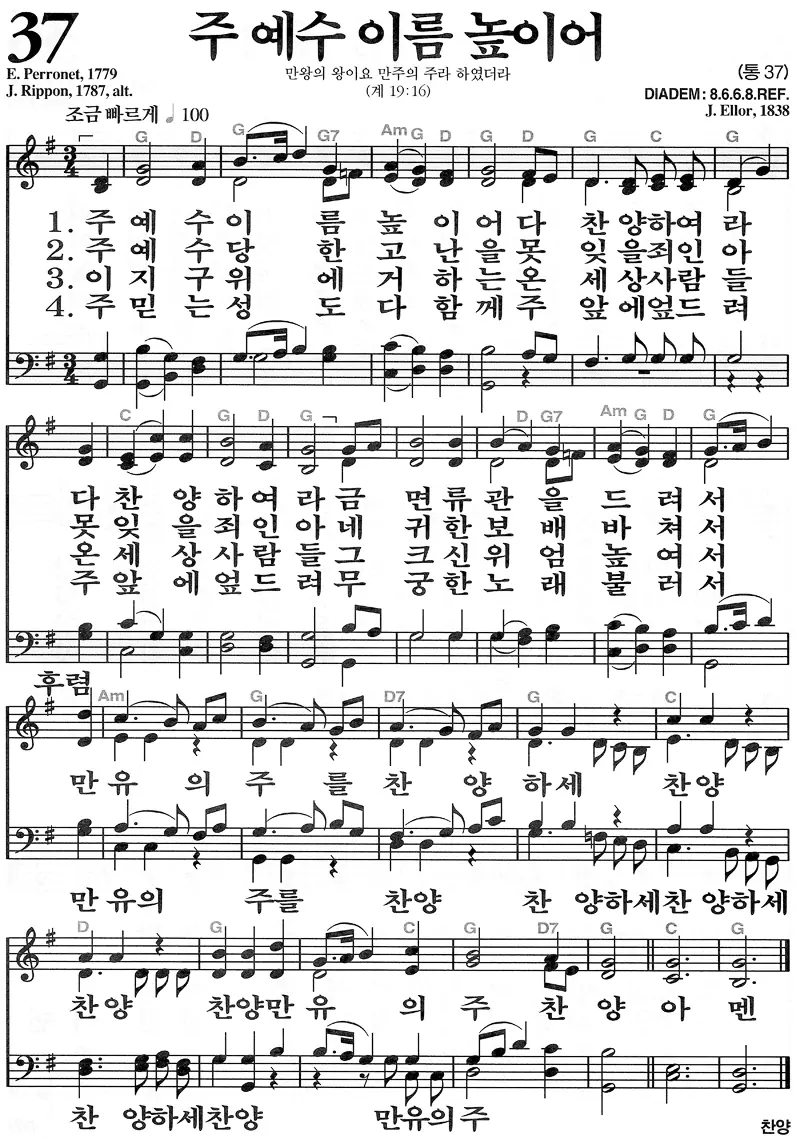 37
주 예수 이름 높이어
E. Perronet, 1779
J. Rippon, 1787, alt.
만왕의 왕이요 만주의 주라 하였더라
(계 19:16)
(통 37)
DIADEM: 8.6.6.8.REF.
J. Ellor, 1838
조금 빠르게 ♩ 100
G D G G7 Am G D G D G C G
1. 주 예 수 이 름 높 이 어 다 찬 양 하 여 라
2. 주 예 수 당 한 고 난 을 못 잊 을 죄 인 아
3. 이 지 구 위 에 거 하 는 온 세 상 사 람 들
4. 주 믿 는 성 도 다 함 께 주 앞 에 엎 드 려
C G D G D G7 Am G D G
다 찬 양 하 여 라 금 면 류 관 을 드 려 서
못 잊 을 죄 인 아 네 귀 한 보 배 바 쳐 서
온 세 상 사 람 들 그 크 신 위 엄 높 여 서
주 앞 에 엎 드 려 무 궁 한 노 래 불 러 서
후렴
Am G D7 G C
만 유 의 주 를 찬 양 하 세 찬 양
만 유 의 주 를 찬 양 찬 양 하 세 찬 양 하 세
D G C G D7 G C G
찬 양 찬 양 만 유 의 주 찬 양 아 멘
찬 양 하 세 찬 양 만 유 의 주
찬양